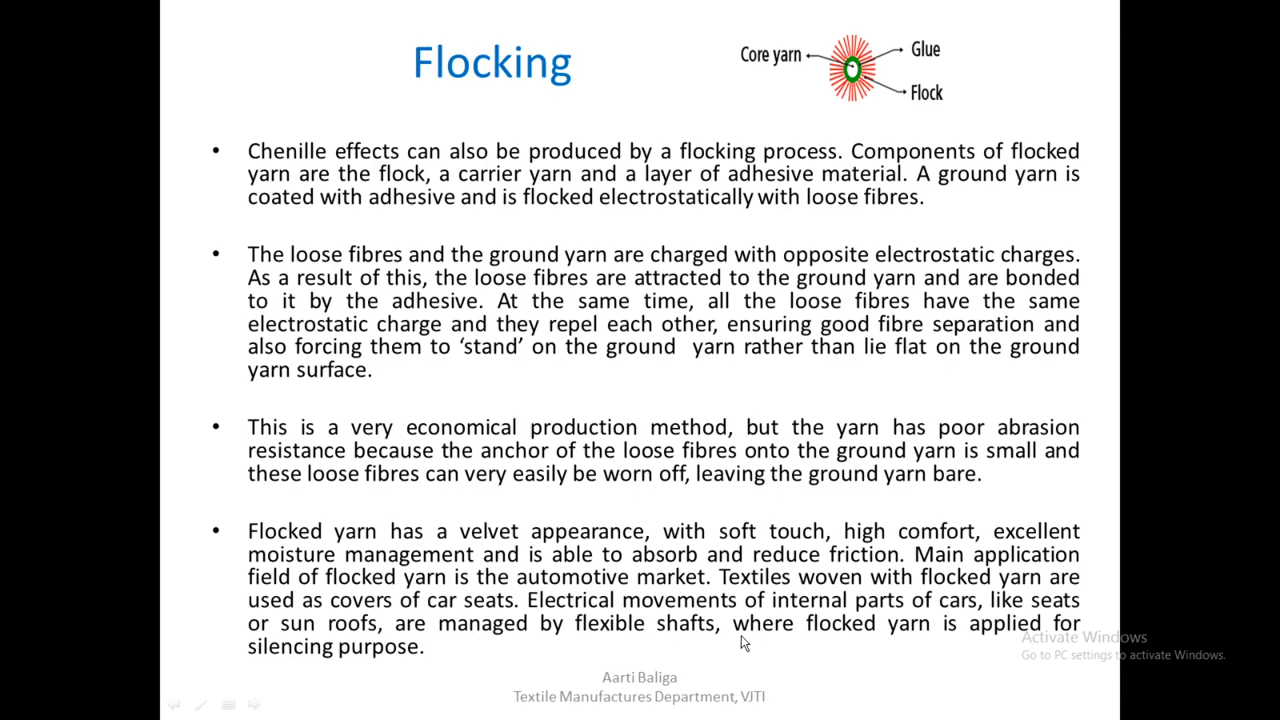 Flocking
Core yarn
Glue
Flock
• Chenille effects can also be produced by a flocking process. Components of flocked
yarn are the flock, a carrier yarn and a layer of adhesive material. A ground yarn is
coated with adhesive and is flocked electrostatically with loose fibres.
• The loose fibres and the ground yarn are charged with opposite electrostatic charges.
As a result of this, the loose fibres are attracted to the ground yarn and are bonded
to it by the adhesive. At the same time, all the loose fibres have the same
electrostatic charge and they repel each other, ensuring good fibre separation and
also forcing them to ‘stand’ on the ground yarn rather than lie flat on the ground
yarn surface.
• This is a very economical production method, but the yarn has poor abrasion
resistance because the anchor of the loose fibres onto the ground yarn is small and
these loose fibres can very easily be worn off, leaving the ground yarn bare.
• Flocked yarn has a velvet appearance, with soft touch, high comfort, excellent
moisture management and is able to absorb and reduce friction. Main application
field of flocked yarn is the automotive market. Textiles woven with flocked yarn are
used as covers of car seats. Electrical movements of internal parts of cars, like seats
or sun roofs, are managed by flexible shafts, where flocked yarn is applied for
silencing purpose.
Activate Windows
Go to PC settings to activate Windows.
Aarti Baliga
Textile Manufactures Department, VJTI